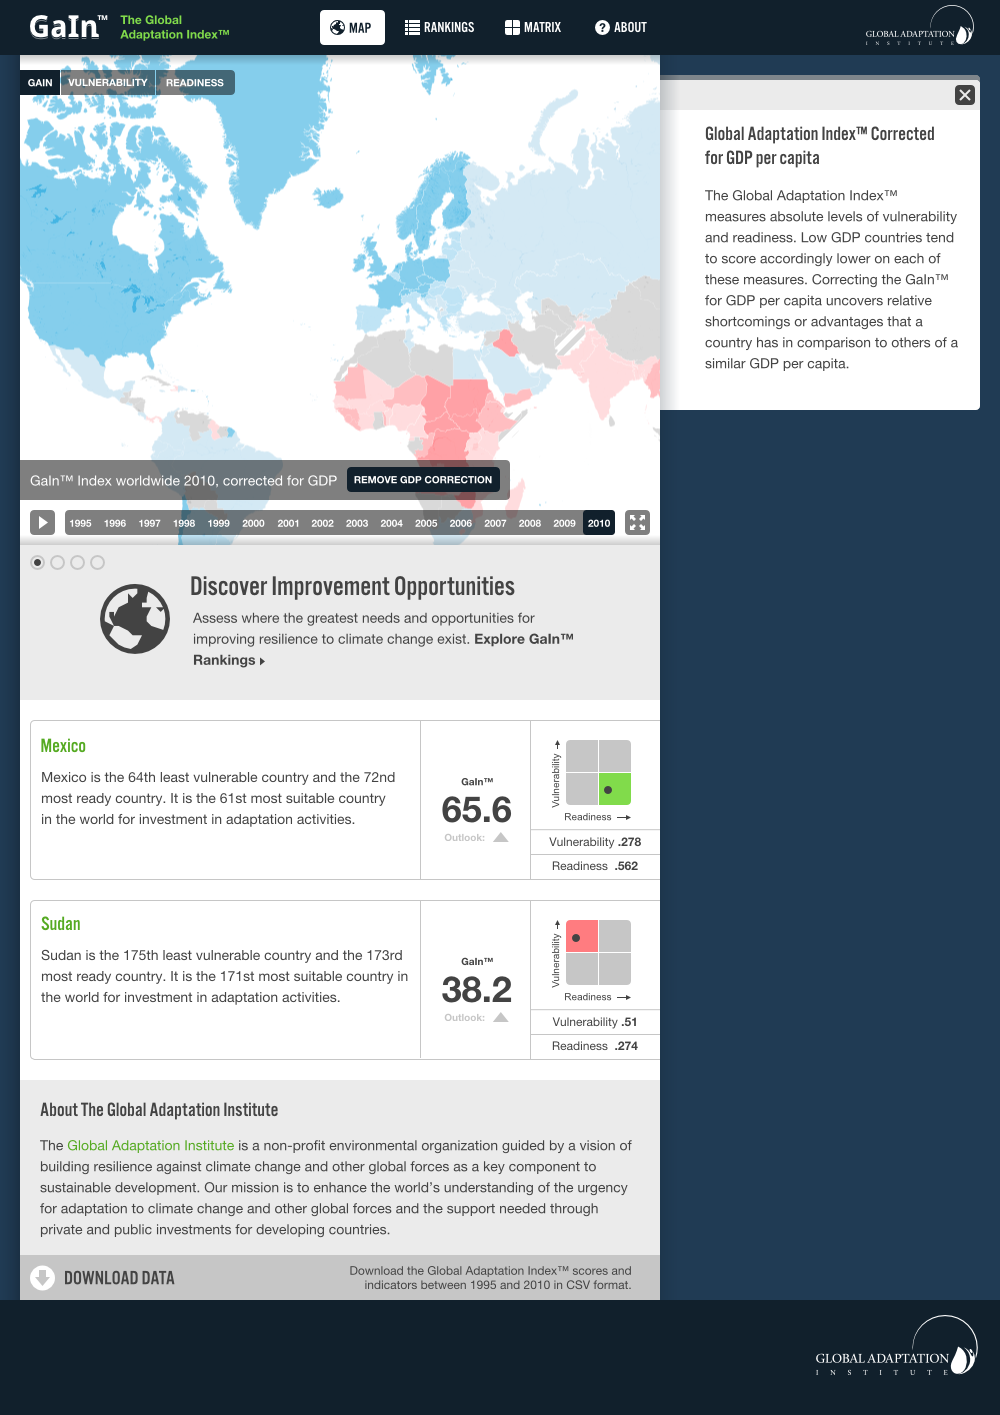 GaIn™
The Global
Adaptation Index™
MAP
RANKINGS
MATRIX
ABOUT
GLOBAL ADAPTATION
INSTITUTE
GAIN
VULNERABILITY
READINESS
Global Adaptation Index™ Corrected
for GDP per capita
The Global Adaptation Index™
measures absolute levels of vulnerability
and readiness. Low GDP countries tend
to score accordingly lower on each of
these measures. Correcting the GaIn™
for GDP per capita uncovers relative
shortcomings or advantages that a
country has in comparison to others of a
similar GDP per capita.
GaIn™ Index worldwide 2010, corrected for GDP
REMOVE GDP CORRECTION
1995 1996 1997 1998 1999 2000 2001 2002 2003 2004 2005 2006 2007 2008 2009 2010
Discover Improvement Opportunities
Assess where the greatest needs and opportunities for
improving resilience to climate change exist. Explore GaIn™
Rankings
Mexico
Mexico is the 64th least vulnerable country and the 72nd
most ready country. It is the 61st most suitable country
in the world for investment in adaptation activities.
GaIn™
65.6
Outlook:
Vulnerability
Readiness
Vulnerability .278
Readiness .562
Sudan
Sudan is the 175th least vulnerable country and the 173rd
most ready country. It is the 171st most suitable country in
the world for investment in adaptation activities.
GaIn™
38.2
Outlook:
Vulnerability
Readiness
Vulnerability .51
Readiness .274
About The Global Adaptation Institute
The Global Adaptation Institute is a non-profit environmental organization guided by a vision of
building resilience against climate change and other global forces as a key component to
sustainable development. Our mission is to enhance the world's understanding of the urgency
for adaptation to climate change and other global forces and the support needed through
private and public investments for developing countries.
DOWNLOAD DATA
Download the Global Adaptation Index™ scores and
indicators between 1995 and 2010 in CSV format.
GLOBAL ADAPTATION
INSTITUTE